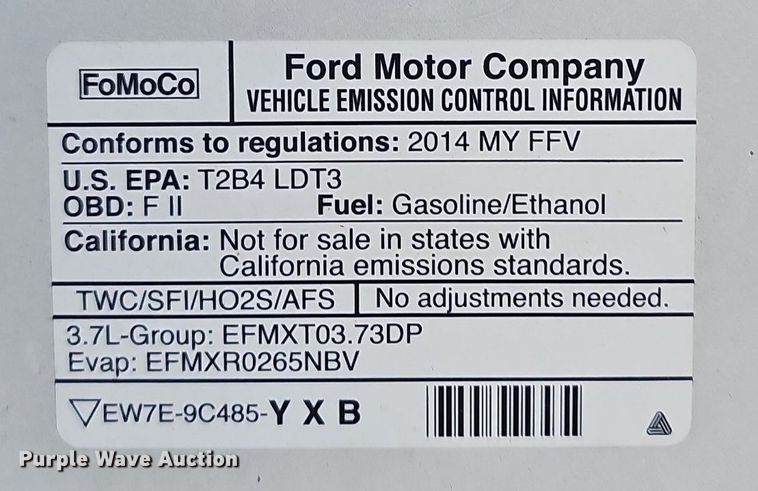 FoMoCo
Ford Motor Company
VEHICLE EMISSION CONTROL INFORMATION
Conforms to regulations: 2014 MY FFV
U.S. EPA: T2B4 LDT3
OBD: F II Fuel: Gasoline/Ethanol
California: Not for sale in states with
California emissions standards.
TWC/SFI/HO2S/AFS No adjustments needed.
3.7L-Group: EFMXT03.73DP
Evap: EFMXR0265NBV
▽EW7E-9C485-Y X B
Purple Wave Auction